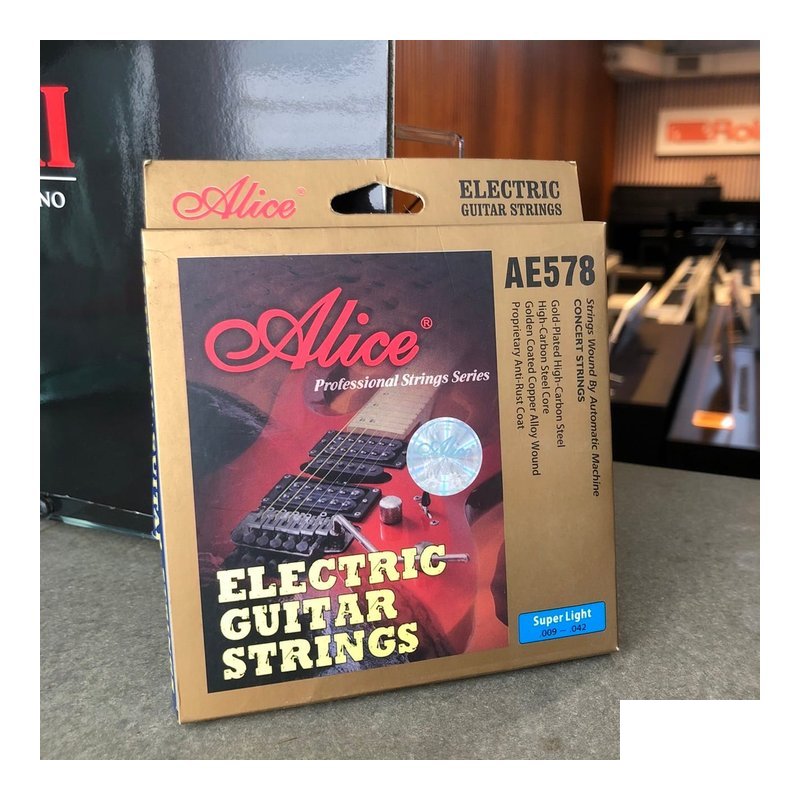 NO
Alice®
ELECTRIC
GUITAR STRINGS
AE578
Alice®
Professional Strings Series
Strings Wound By Automatic Machine
CONCERT STRINGS
Gold-Plated High-Carbon Steel
High-Carbon Steel Core
Golden Coated Copper Alloy Wound
Proprietary Anti-Rust Coat
Alice
ELECTRIC
GUITAR
STRINGS
Super Light
.009 — .042